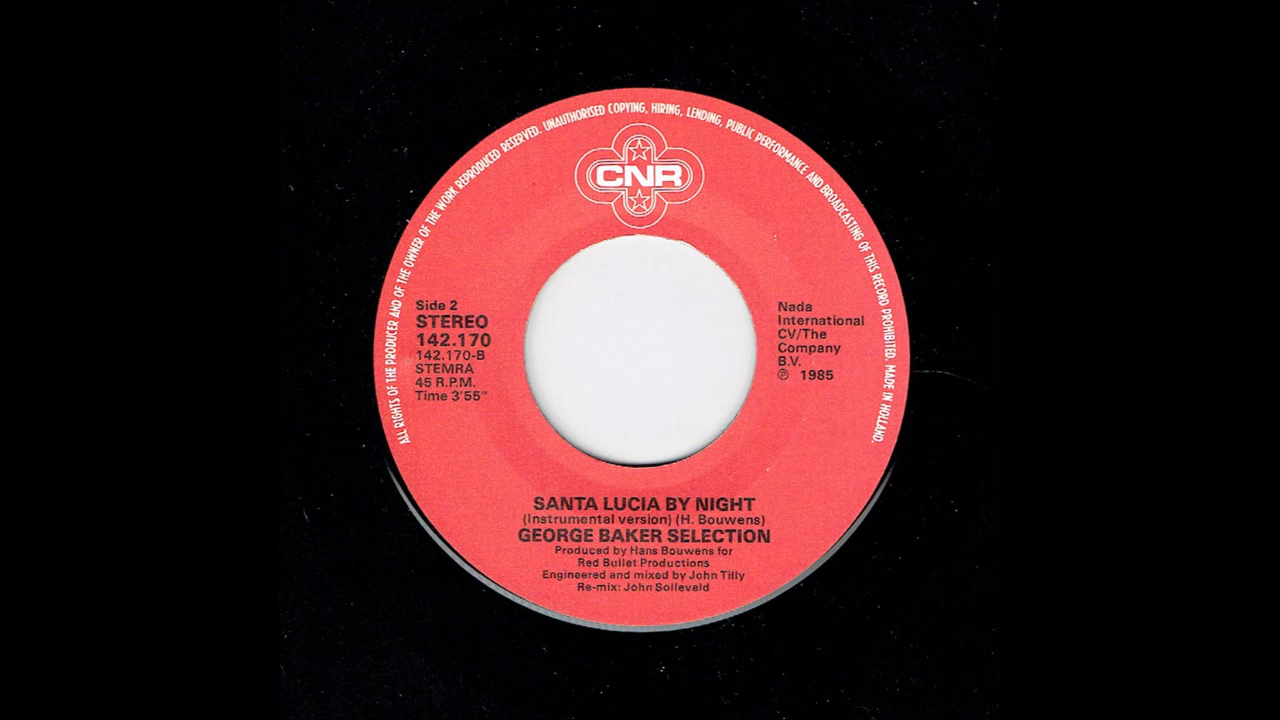 ALL RIGHTS OF THE PRODUCER AND OF THE OWNER OF THE WORK REPRODUCED RESERVED. UNAUTHORISED COPYING, HIRING, LENDING, PUBLIC PERFORMANCE AND BROADCASTING OF THIS RECORD PROHIBITED. MADE IN HOLLAND.
CNR
Side 2
STEREO
142.170
142.170-B
STEMRA
45 R.P.M.
Time 3'55"
Nada
International
CV/The
Company
B.V.
℗ 1985
SANTA LUCIA BY NIGHT
(Instrumental version) (H. Bouwens)
GEORGE BAKER SELECTION
Produced by Hans Bouwens for
Red Bullet Productions
Engineered and mixed by John Tilly
Re-mix: John Solleveld